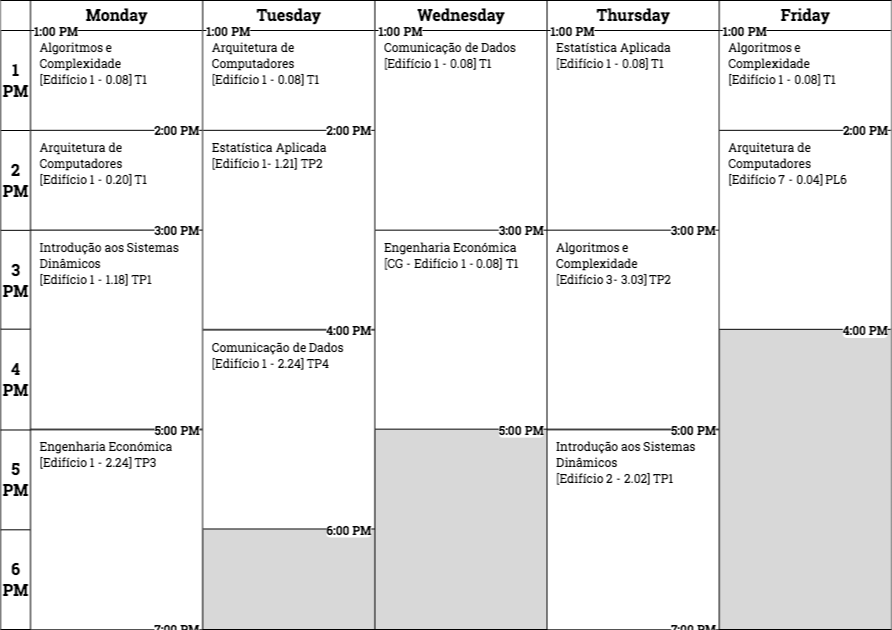 Monday Tuesday Wednesday Thursday Friday
1:00 PM 1:00 PM 1:00 PM 1:00 PM 1:00 PM
1 PM
Algoritmos e
Complexidade
[Edifício 1 - 0.08] T1
Arquitetura de
Computadores
[Edifício 1 - 0.08] T1
Comunicação de Dados
[Edifício 1 - 0.08] T1
Estatística Aplicada
[Edifício 1 - 0.08] T1
Algoritmos e
Complexidade
[Edifício 1 - 0.08] T1
2:00 PM 2:00 PM 2:00 PM
2 PM
Arquitetura de
Computadores
[Edifício 1 - 0.20] T1
Estatística Aplicada
[Edifício 1- 1.21] TP2
Arquitetura de
Computadores
[Edifício 7 - 0.04] PL6
3:00 PM 3:00 PM 3:00 PM
3 PM
Introdução aos Sistemas
Dinâmicos
[Edifício 1 - 1.18] TP1
Engenharia Económica
[CG - Edifício 1 - 0.08] T1
Algoritmos e
Complexidade
[Edifício 3- 3.03] TP2
4:00 PM 4:00 PM
4 PM
Comunicação de Dados
[Edifício 1 - 2.24] TP4
5:00 PM 5:00 PM 5:00 PM
5 PM
Engenharia Económica
[Edifício 1 - 2.24] TP3
Introdução aos Sistemas
Dinâmicos
[Edifício 2 - 2.02] TP1
6:00 PM
6 PM
7:00 PM 7:00 PM